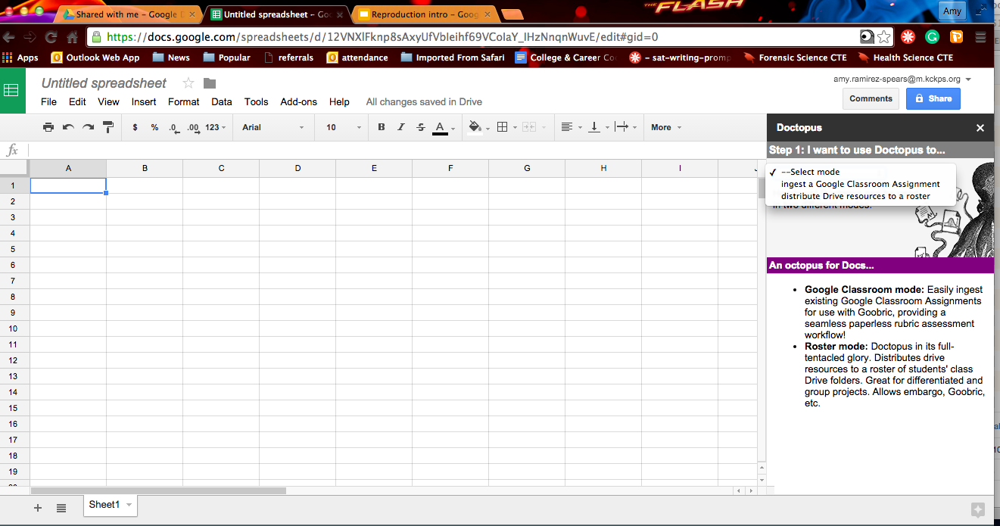 THE FLASH
Shared with me - Google D
Untitled spreadsheet - Goo
Reproduction intro - Goog
Amy
https://docs.google.com/spreadsheets/d/12VNXlFknp8sAxyUfVbleihf69VColaY_lHzNnqnWuvE/edit#gid=0
Apps
Outlook Web App
News
Popular
referrals
attendance
Imported From Safari
College & Career Co
- sat-writing-promp
Forensic Science CTE
Health Science CTE
Untitled spreadsheet
amy.ramirez-spears@m.kckps.org
File Edit View Insert Format Data Tools Add-ons Help All changes saved in Drive
Comments
Share
$ % .0 .00 123 Arial 10 B I S A More
Doctopus
fx
Step 1: I want to use Doctopus to...
✓ --Select mode
ingest a Google Classroom Assignment
distribute Drive resources to a roster
in two different modes:
A B C D E F G H I
1
2
3
4
5
6
7
8
9
10
11
12
13
14
15
16
17
18
19
An octopus for Docs...
• Google Classroom mode: Easily ingest
existing Google Classroom Assignments
for use with Goobric, providing a
seamless paperless rubric assessment
workflow!
• Roster mode: Doctopus in its full-
tentacled glory. Distributes drive
resources to a roster of students' class
Drive folders. Great for differentiated and
group projects. Allows embargo, Goobric,
etc.
Sheet1